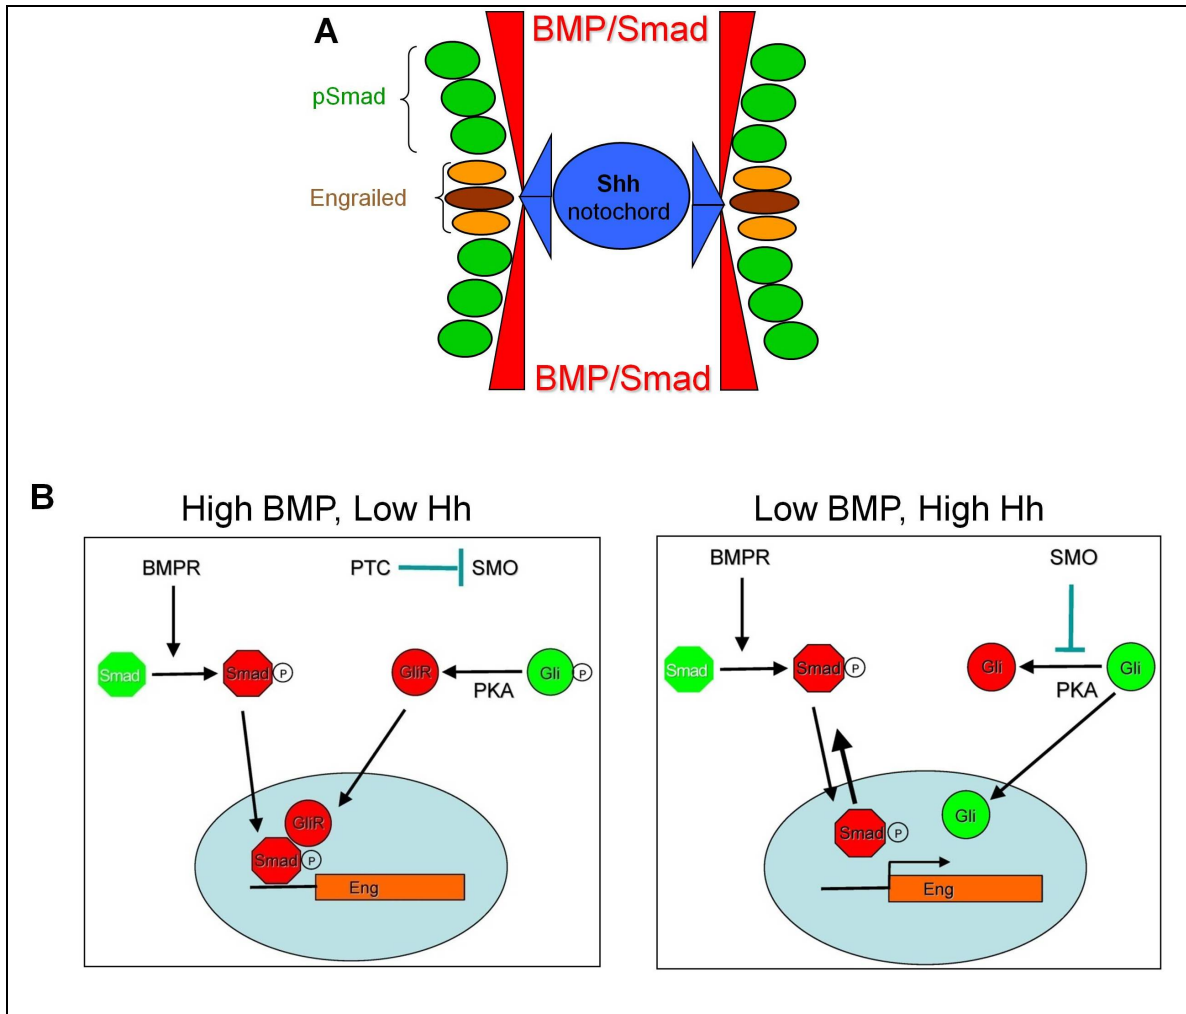 A
BMP/Smad
pSmad
Engrailed
Shh
notochord
BMP/Smad
B
High BMP, Low Hh
BMPR
PTC
SMO
Smad
Smad
P
GliR
Gli
P
PKA
GliR
Smad
P
Eng
Low BMP, High Hh
BMPR
SMO
Smad
Smad
P
Gli
Gli
PKA
Smad
P
Gli
Eng